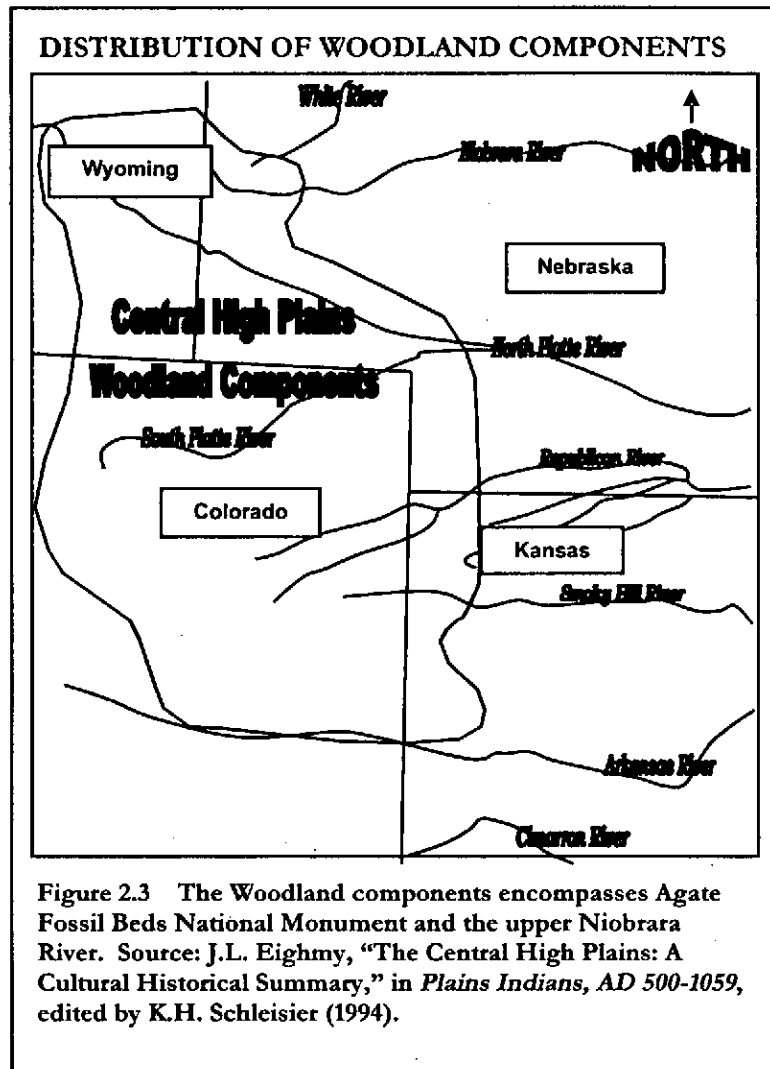 DISTRIBUTION OF WOODLAND COMPONENTS
White River
Niobrara River
NORTH
Wyoming
Nebraska
Central High Plains
North Platte River
Woodland Components
South Platte River
Republican River
Colorado
Kansas
Smoky Hill River
Arkansas River
Cimarron River
Figure 2.3 The Woodland components encompasses Agate
Fossil Beds National Monument and the upper Niobrara
River. Source: J.L. Eighmy, “The Central High Plains: A
Cultural Historical Summary,” in Plains Indians, AD 500-1059,
edited by K.H. Schleisier (1994).